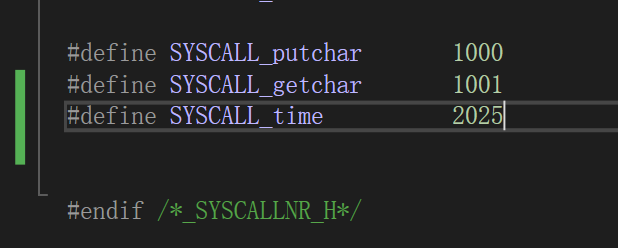 #define SYSCALL_putchar 1000
#define SYSCALL_getchar 1001
#define SYSCALL_time 2025
#endif /*_SYSCALLNR_H*/